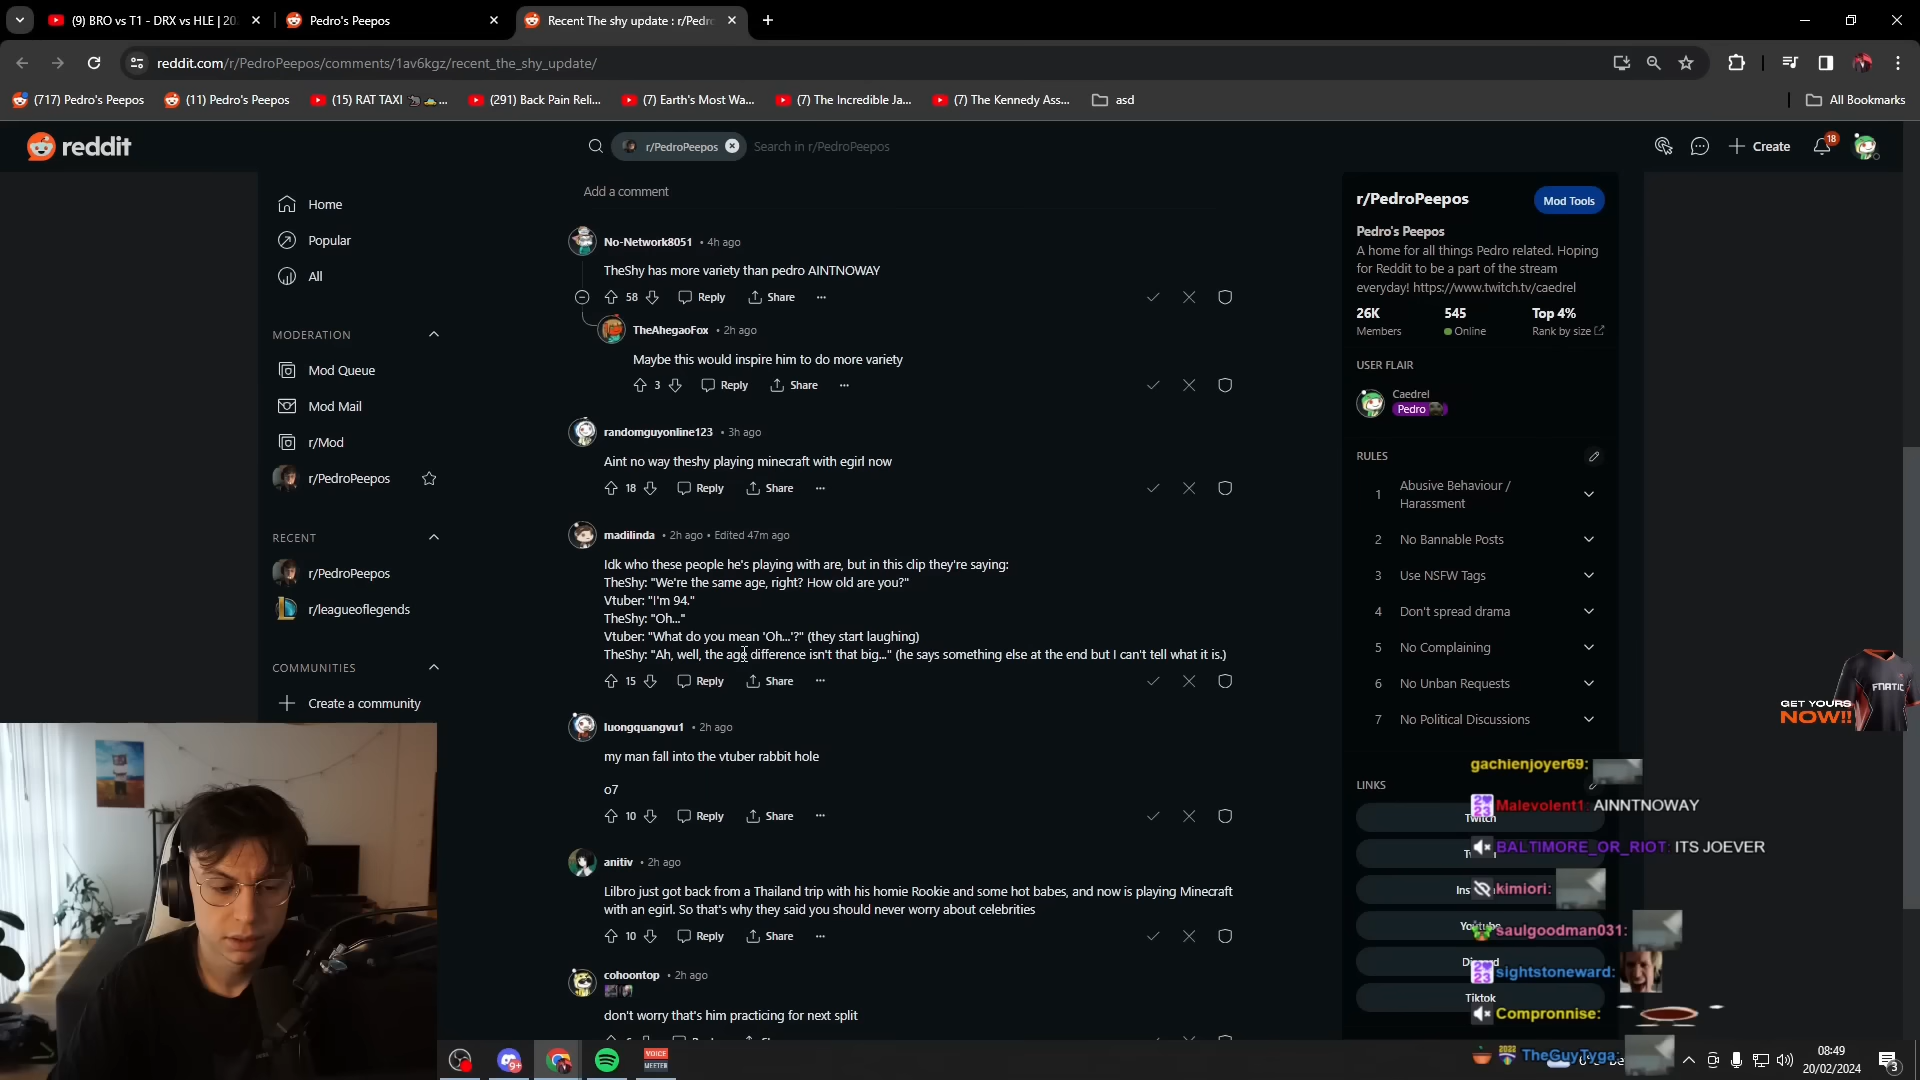 (9) BRO vs T1 - DRX vs HLE | 20
Pedro's Peepos
Recent The shy update : r/Pedr
reddit.com/r/PedroPeepos/comments/1av6kgz/recent_the_shy_update/
(717) Pedro's Peepos
(11) Pedro's Peepos
(15) RAT TAXI
(291) Back Pain Reli...
(7) Earth's Most Wa...
(7) The Incredible Ja...
(7) The Kennedy Ass...
asd
All Bookmarks
reddit
r/PedroPeepos
Search in r/PedroPeepos
Create
18
Home
Popular
All
MODERATION
Mod Queue
Mod Mail
r/Mod
r/PedroPeepos
RECENT
r/PedroPeepos
r/leagueoflegends
COMMUNITIES
Create a community
Add a comment
No-Network8051 • 4h ago
TheShy has more variety than pedro AINTNOWAY
58 Reply Share
TheAhegaoFox • 2h ago
Maybe this would inspire him to do more variety
3 Reply Share
randomguyonline123 • 3h ago
Aint no way theshy playing minecraft with egirl now
18 Reply Share
madilinda • 2h ago • Edited 47m ago
Idk who these people he's playing with are, but in this clip they're saying:
TheShy: "We're the same age, right? How old are you?"
Vtuber: "I'm 94."
TheShy: "Oh..."
Vtuber: "What do you mean 'Oh...'?" (they start laughing)
TheShy: "Ah, well, the age difference isn't that big..." (he says something else at the end but I can't tell what it is.)
15 Reply Share
luongquangvu1 • 2h ago
my man fall into the vtuber rabbit hole
o7
10 Reply Share
anitiv • 2h ago
Lilbro just got back from a Thailand trip with his homie Rookie and some hot babes, and now is playing Minecraft
with an egirl. So that's why they said you should never worry about celebrities
10 Reply Share
cohoontop • 2h ago
don't worry that's him practicing for next split
r/PedroPeepos
Mod Tools
Pedro's Peepos
A home for all things Pedro related. Hoping
for Reddit to be a part of the stream
everyday! https://www.twitch.tv/caedrel
26K 545 Top 4%
Members Online Rank by size
USER FLAIR
Caedrel
Pedro
RULES
1 Abusive Behaviour /
Harassment
2 No Bannable Posts
3 Use NSFW Tags
4 Don't spread drama
5 No Complaining
6 No Unban Requests
7 No Political Discussions
LINKS
Twitch
Tiktok
FNATIC
GET YOURS
NOW!!
gachienjoyer69:
Malevolent1: AINNTNOWAY
BALTIMORE_OR_RIOT: ITS JOEVER
kimiori:
saulgoodman031:
sightstoneward:
Compronnise:
TheGuyTyga:
VOICE
MEETER
9+
08:49
20/02/2024
3